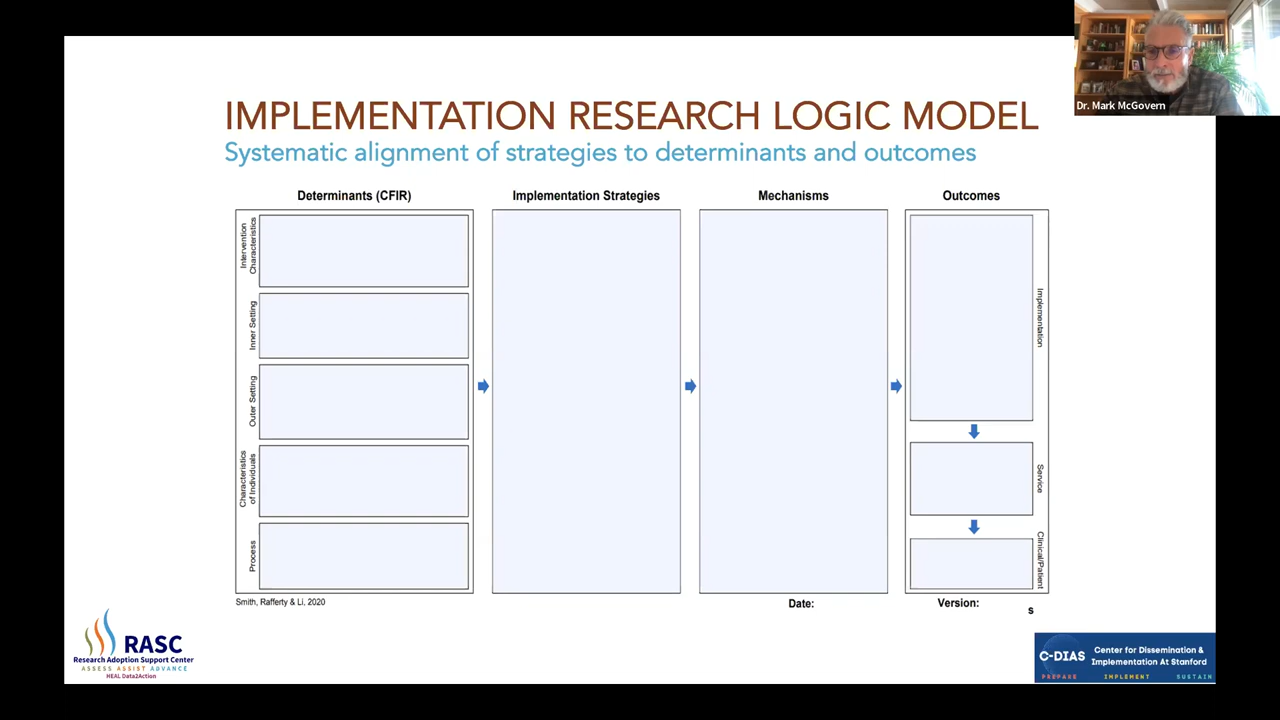 Dr. Mark McGovern
IMPLEMENTATION RESEARCH LOGIC MODEL
Systematic alignment of strategies to determinants and outcomes
Determinants (CFIR)
Implementation Strategies
Mechanisms
Outcomes
Intervention
Characteristics
Inner Setting
Outer Setting
Characteristics
of Individuals
Process
Implementation
Service
Clinical/Patient
Smith, Rafferty & Li, 2020
Date:
Version:
s
RASC
Research Adoption Support Center
ASSESS ASSIST ADVANCE
HEAL Data2Action
C-DIAS
Center for Dissemination &
Implementation At Stanford
PREPARE IMPLEMENT SUSTAIN